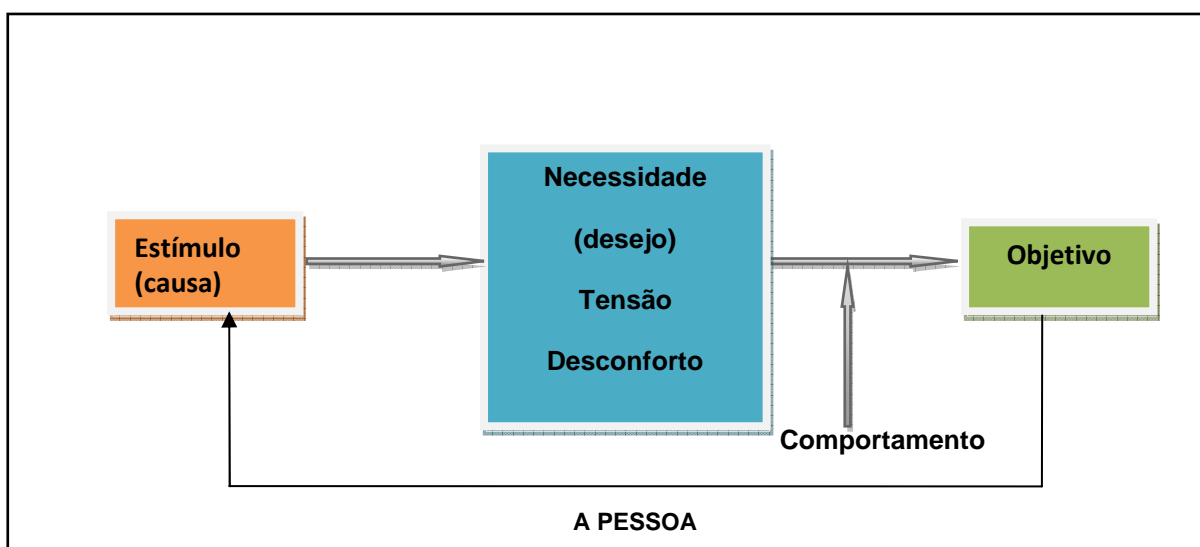 Estímulo
(causa)
Necessidade
(desejo)
Tensão
Desconforto
Objetivo
Comportamento
A PESSOA